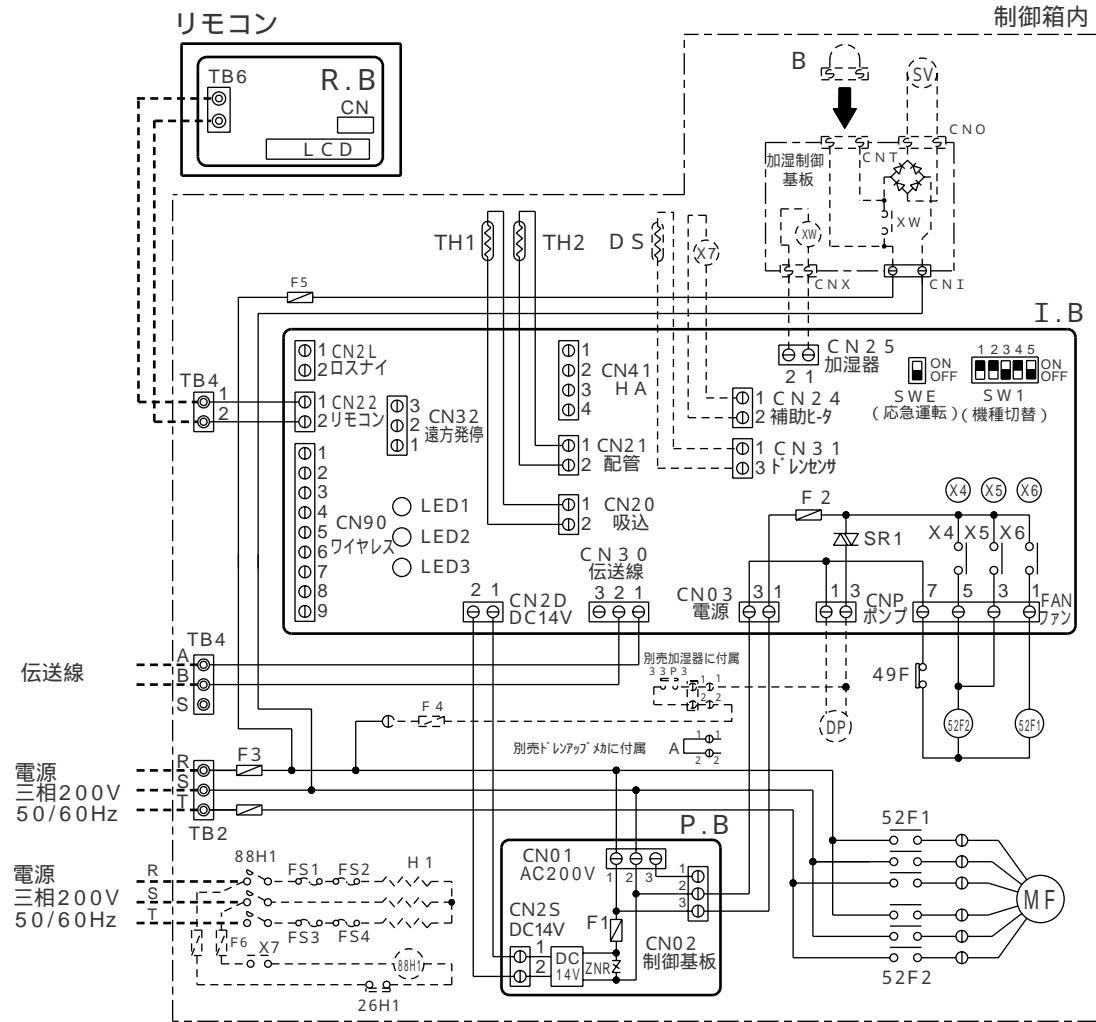 リモコン
制御箱内
TB6
R.B
CN
LCD
B
SV
CNO
CNT
加湿制御
基板
XW
XW
CNX
CNI
TH1
TH2
DS
X7
F5
I.B
TB4
1
2
1
2
CN2L
ロスナイ
1
2
CN22
リモコン
3
2
1
CN32
遠方発停
1
2
3
4
CN41
HA
1
2
CN21
配管
1
2
CN20
吸込
CN25
加湿器
2 1
1
2
CN24
補助ヒータ
1
3
CN31
ドレンセンサ
ON
OFF
SWE
(応急運転)
1 2 3 4 5
ON
OFF
SW1
(機種切替)
1
2
3
4
5
6
7
8
9
CN90
ワイヤレス
LED1
LED2
LED3
F2
SR1
X4
X5
X6
X4
X5
X6
2 1
CN2D
DC14V
CN30
伝送線
3 2 1
CN03
電源
3 1
1 3
CNP
ポンプ
7 5 3 1
FAN
ファン
TB4
伝送線
A
B
S
別売加湿器に付属
33P3
1 1
2 2
F4
別売ドレンアップメカに付属
A
1 1
2 2
DP
49F
52F2
52F1
電源
三相200V
50/60Hz
R
S
T
F3
TB2
P.B
CN01
AC200V
1 2 3
1
2
3
CN2S
DC14V
1
2
DC
14V
F1
ZNR
CN02
制御基板
電源
三相200V
50/60Hz
R
S
T
88H1
FS1
FS2
H1
FS3
FS4
F6
X7
88H1
26H1
52F1
MF
52F2